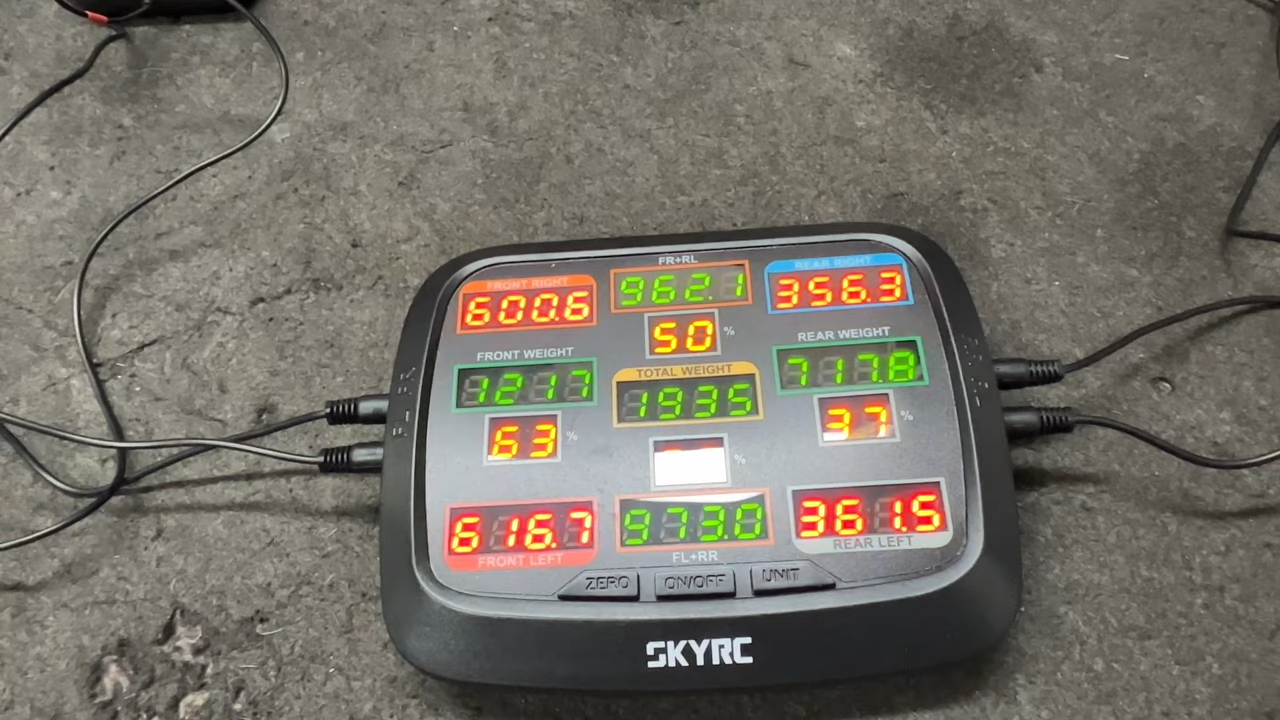 FRONT RIGHT
600.6
FR+RL
962.1
50 %
REAR RIGHT
356.3
FRONT WEIGHT
1217
63 %
TOTAL WEIGHT
1935
%
REAR WEIGHT
717.8
37 %
616.7
FRONT LEFT
973.0
FL+RR
361.5
REAR LEFT
ZERO
ON/OFF
UNIT
SKYRC